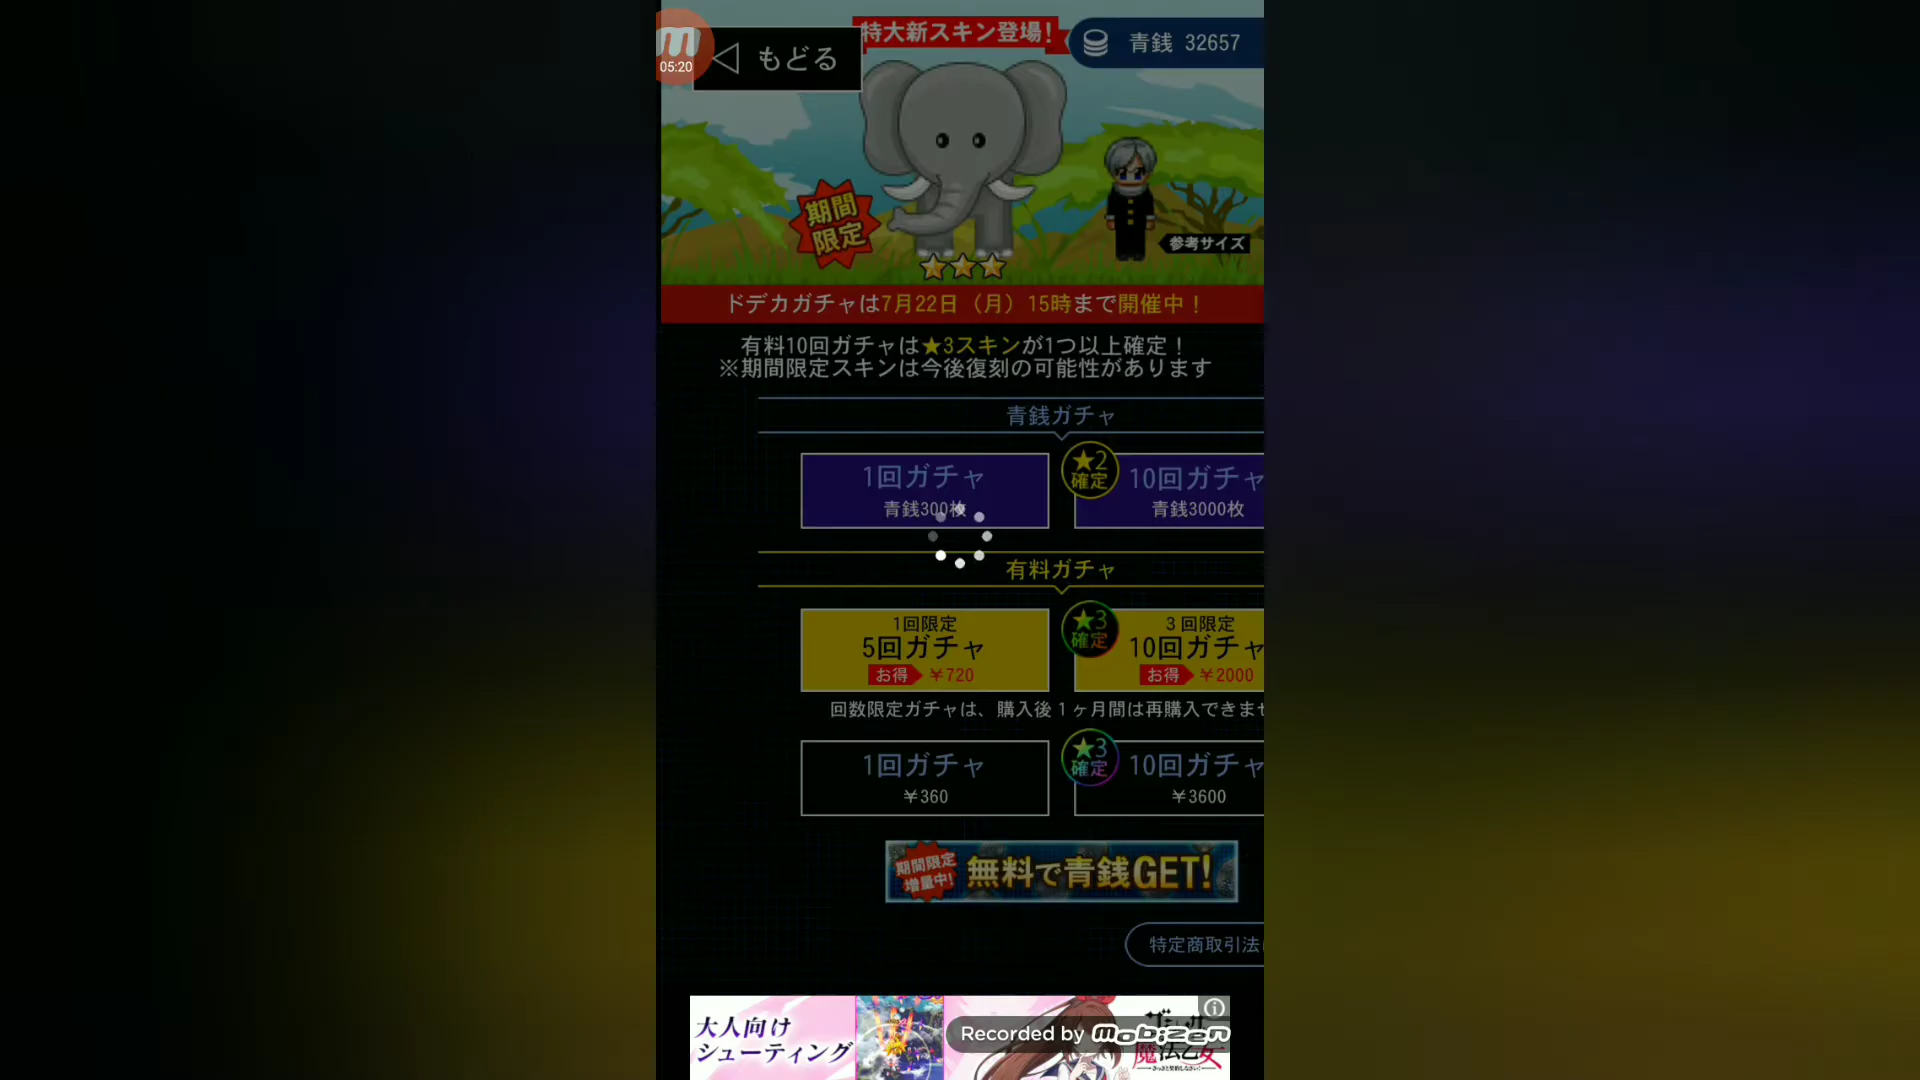 05:20
もどる
特大新スキン登場!
青銭 32657
期間
限定
参考サイズ
ドデカガチャは7月22日（月）15時まで開催中！
有料10回ガチャは★3スキンが1つ以上確定！
※期間限定スキンは今後復刻の可能性があります
青銭ガチャ
1回ガチャ
青銭300枚
★2
確定
10回ガチャ
青銭3000枚
有料ガチャ
1回限定
5回ガチャ
お得 ¥720
★3
確定
3回限定
10回ガチャ
お得 ¥2000
回数限定ガチャは、購入後1ヶ月間は再購入できませ
1回ガチャ
¥360
★3
確定
10回ガチャ
¥3600
期間限定
増量中!
無料で青銭GET!
特定商取引法
大人向け
シューティング
Recorded by mobizen
魔法乙女